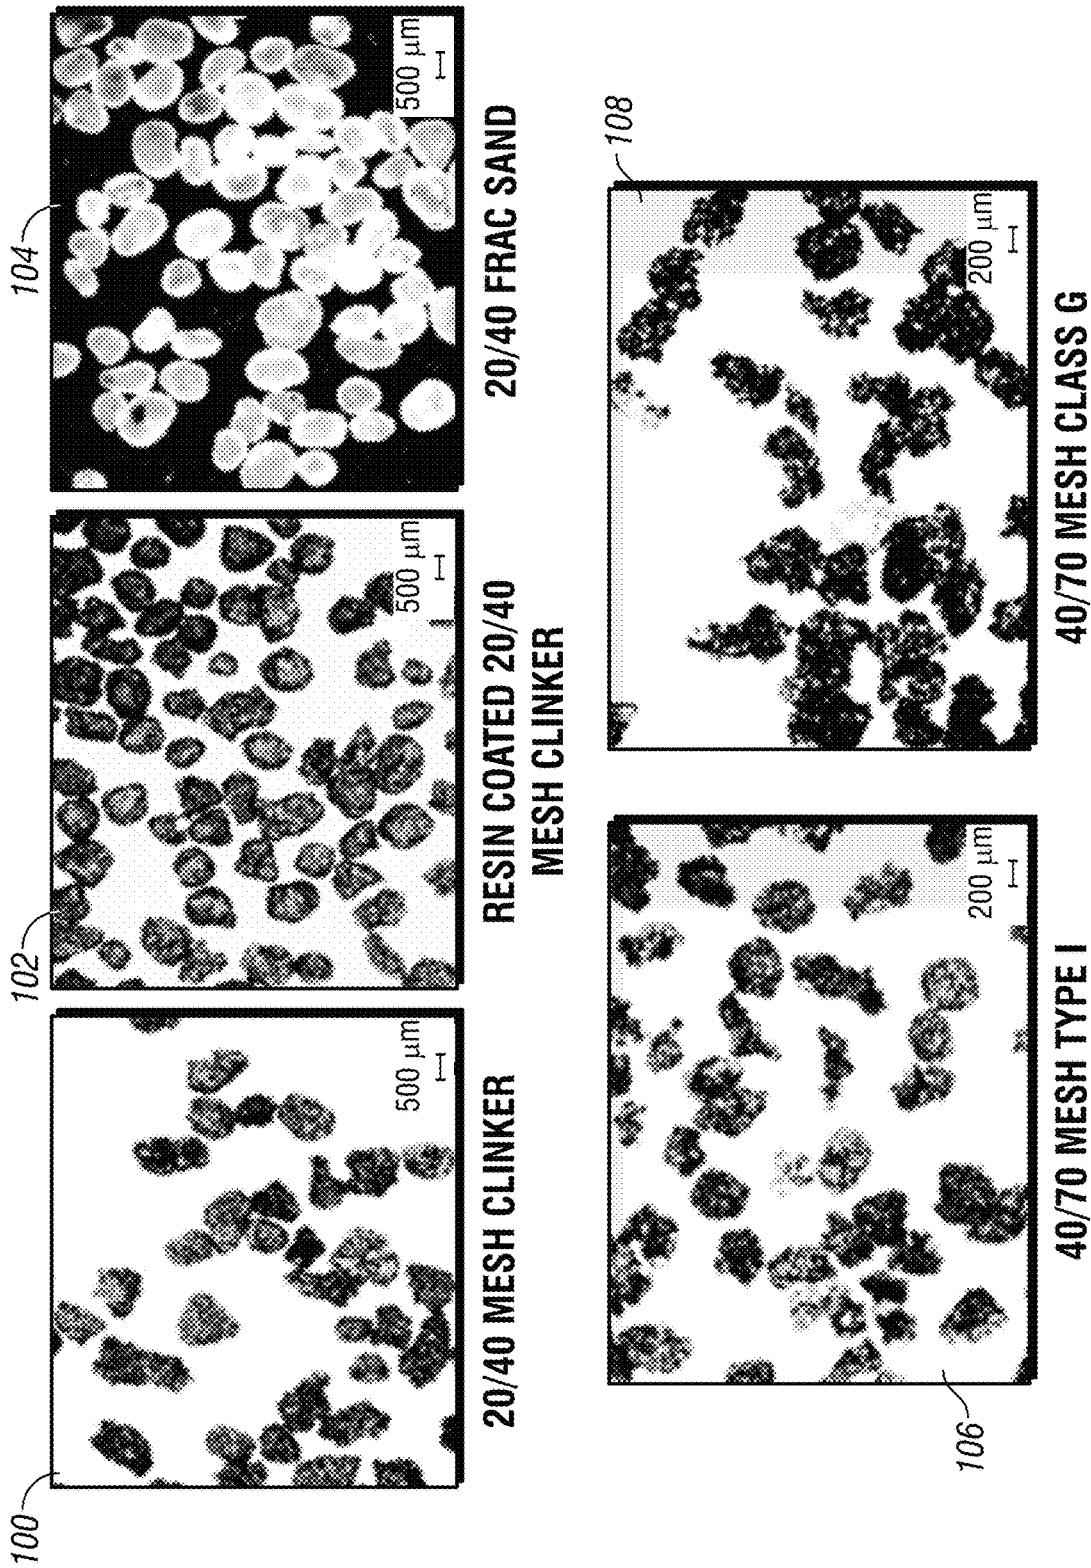 100
500 μm
20/40 MESH CLINKER
102
500 μm
RESIN COATED 20/40
MESH CLINKER
104
500 μm
20/40 FRAC SAND
106
200 μm
40/70 MESH TYPE I
108
200 μm
40/70 MESH CLASS G